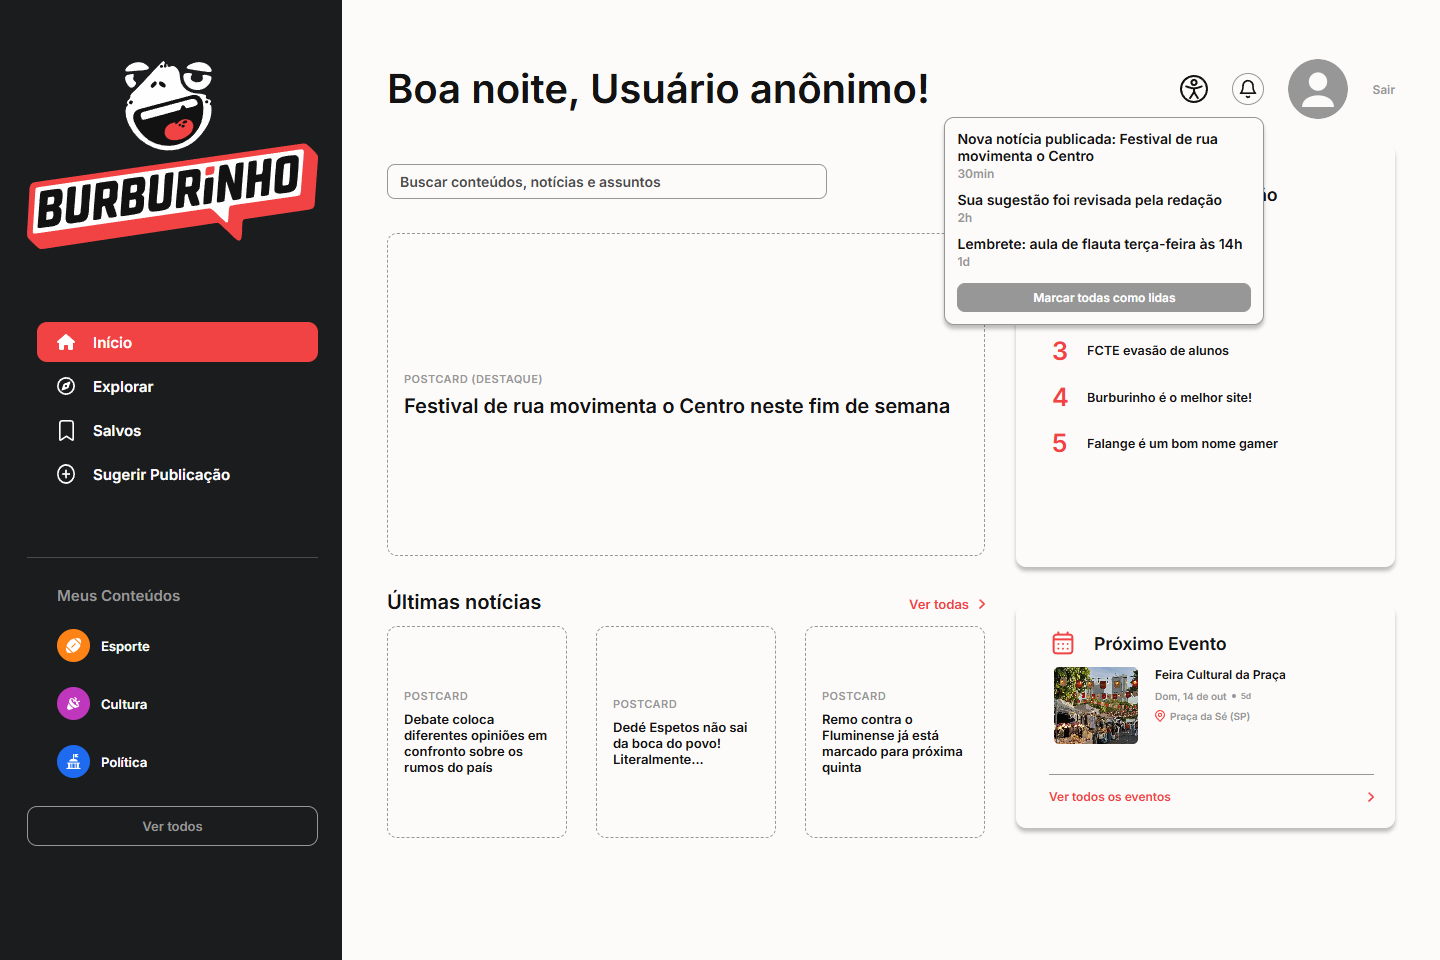 BURBURiNHO
Início
Explorar
Salvos
Sugerir Publicação
Meus Conteúdos
Esporte
Cultura
Política
Ver todos
Boa noite, Usuário anônimo!
Sair
Buscar conteúdos, notícias e assuntos
Nova notícia publicada: Festival de rua
movimenta o Centro
30min
Sua sugestão foi revisada pela redação
2h
Lembrete: aula de flauta terça-feira às 14h
1d
Marcar todas como lidas
POSTCARD (DESTAQUE)
Festival de rua movimenta o Centro neste fim de semana
3 FCTE evasão de alunos
4 Burburinho é o melhor site!
5 Falange é um bom nome gamer
Últimas notícias
Ver todas
POSTCARD
Debate coloca
diferentes opiniões em
confronto sobre os
rumos do país
POSTCARD
Dedé Espetos não sai
da boca do povo!
Literalmente...
POSTCARD
Remo contra o
Fluminense já está
marcado para próxima
quinta
Próximo Evento
Feira Cultural da Praça
Dom, 14 de out • 5d
Praça da Sé (SP)
Ver todos os eventos